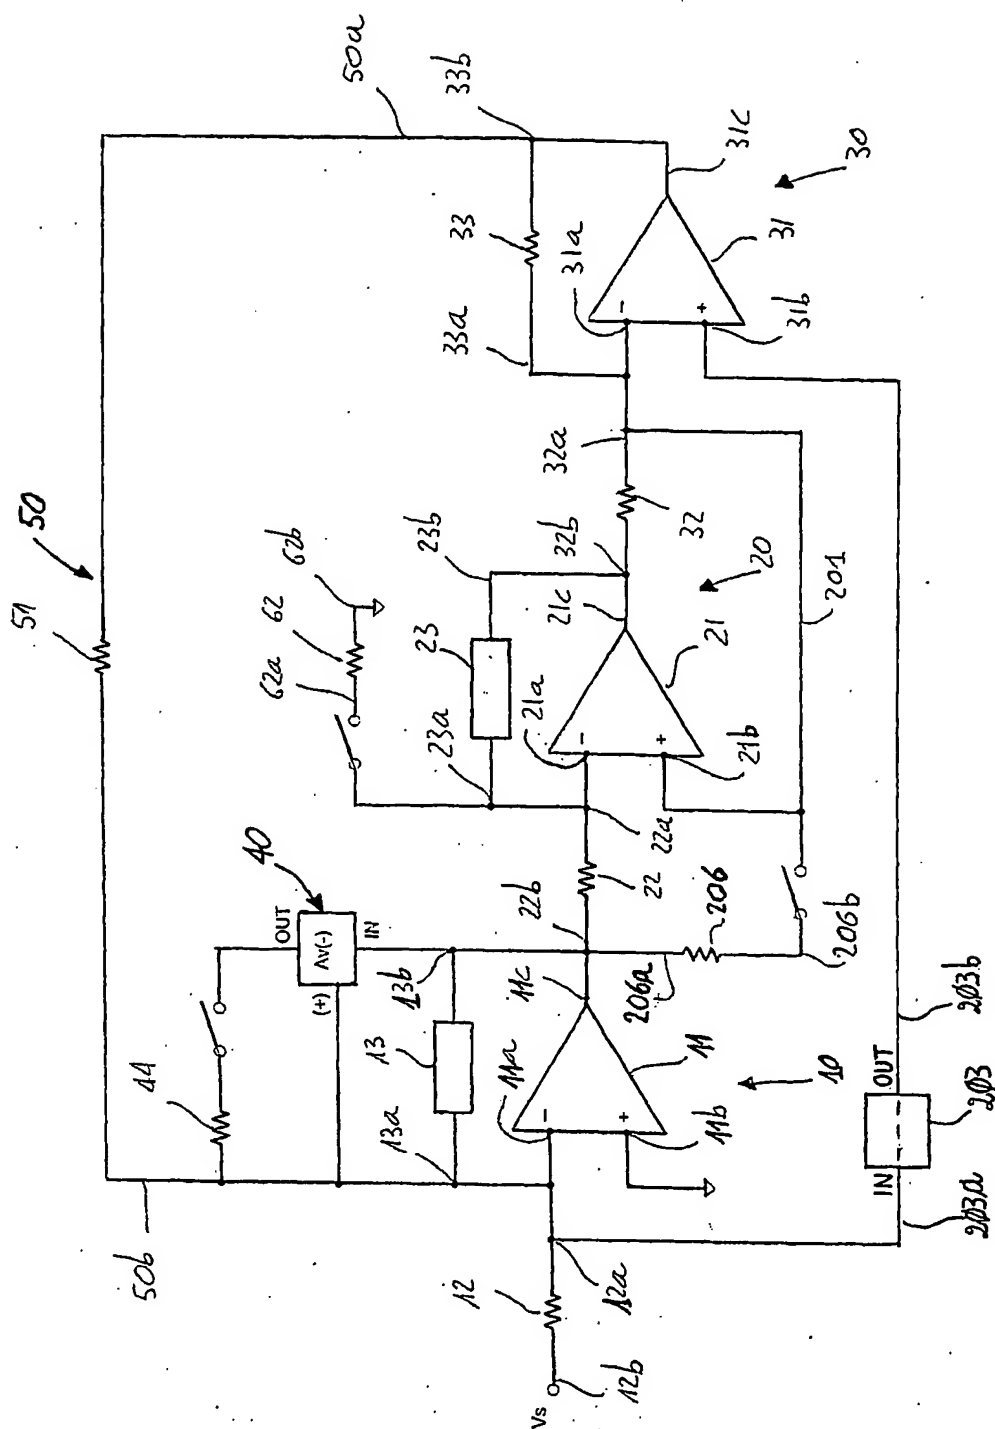 50
51
50a
50b
62b
62
62a
33
33b
33a
23b
23
23a
40
OUT
Av(-)
IN
(+)
44
31a
-
+
31c
31
31b
30
32a
32
32b
21c
21a
-
+
21
21b
20
22a
22
22b
13b
13
13a
11c
11a
-
+
11
11b
10
206a
206
206b
201
12
12a
12b
Vs
IN
OUT
203
203a
203b